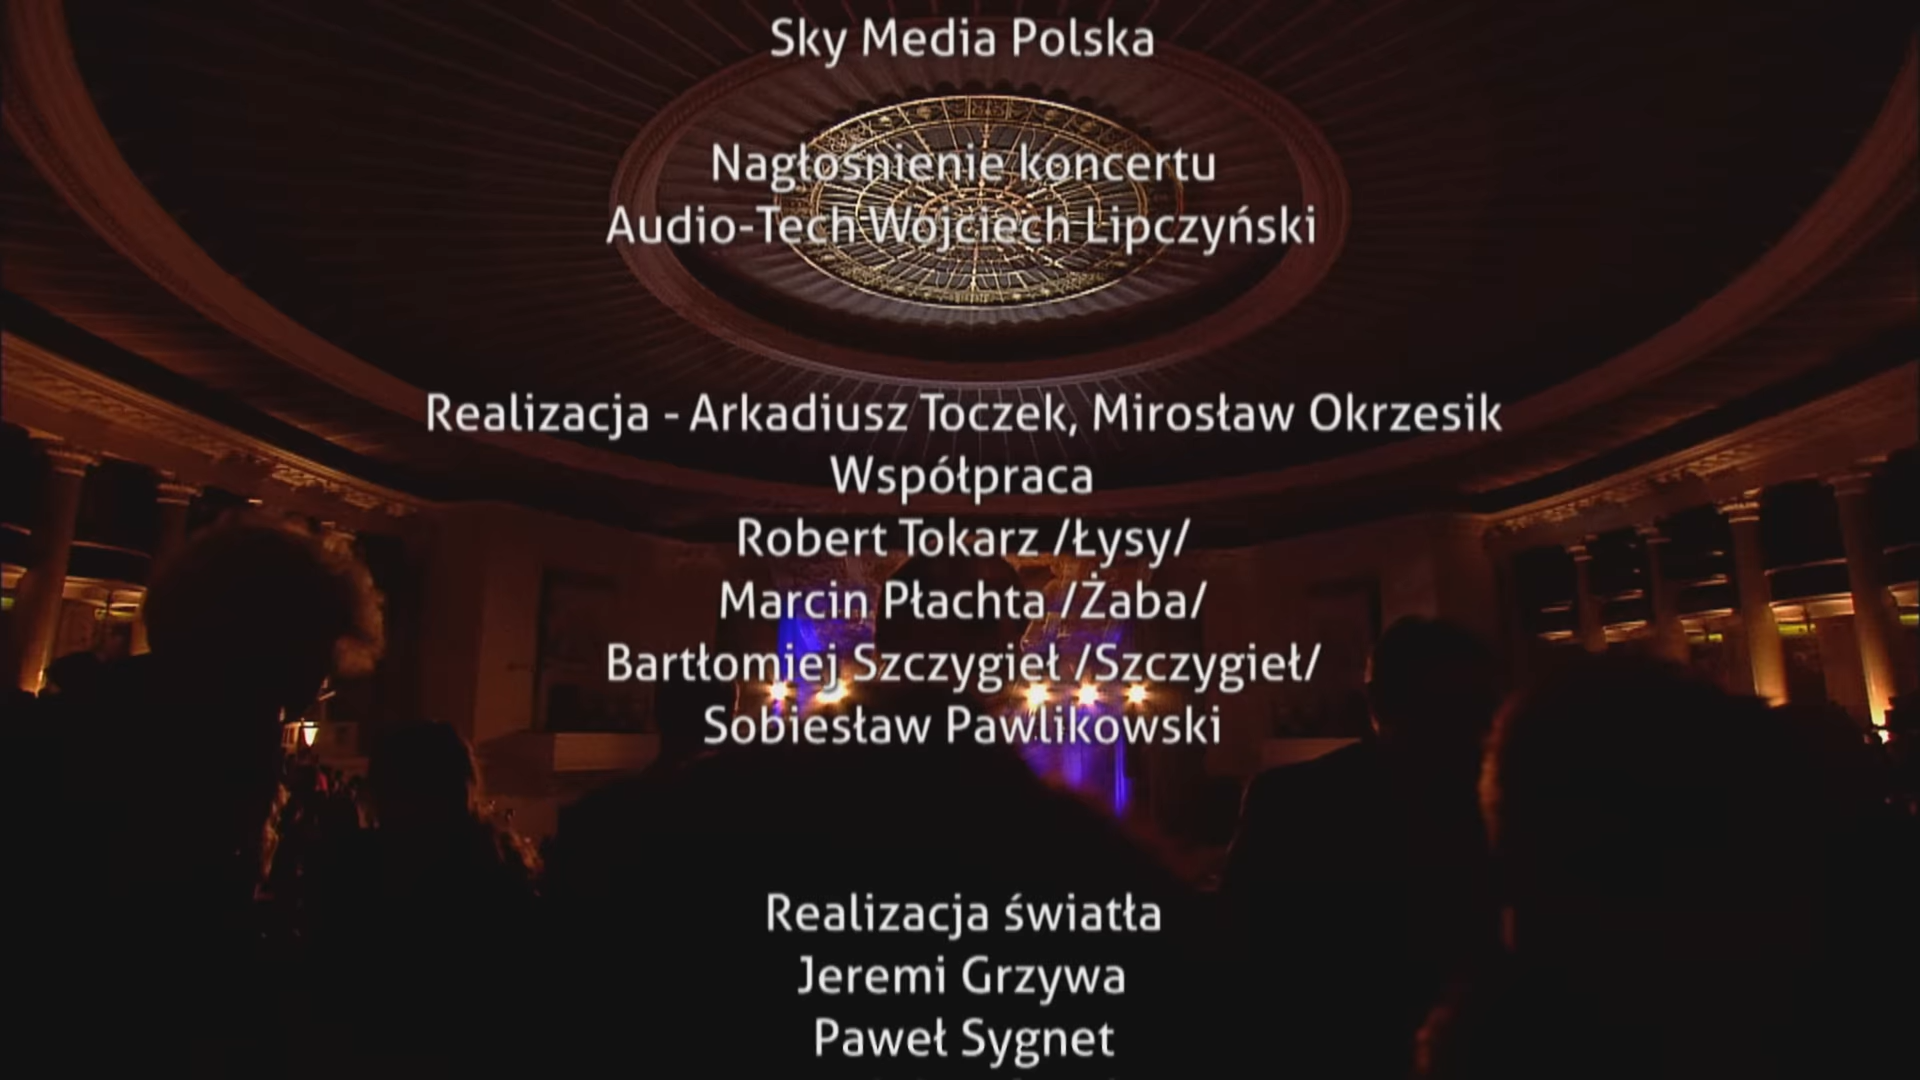 Sky Media Polska
Nagłośnienie koncertu
Audio-Tech Wojciech Lipczyński
Realizacja - Arkadiusz Toczek, Mirosław Okrzesik
Współpraca
Robert Tokarz /Łysy/
Marcin Płachta /Żaba/
Bartłomiej Szczygieł /Szczygieł/
Sobiesław Pawlikowski
Realizacja światła
Jeremi Grzywa
Paweł Sygnet